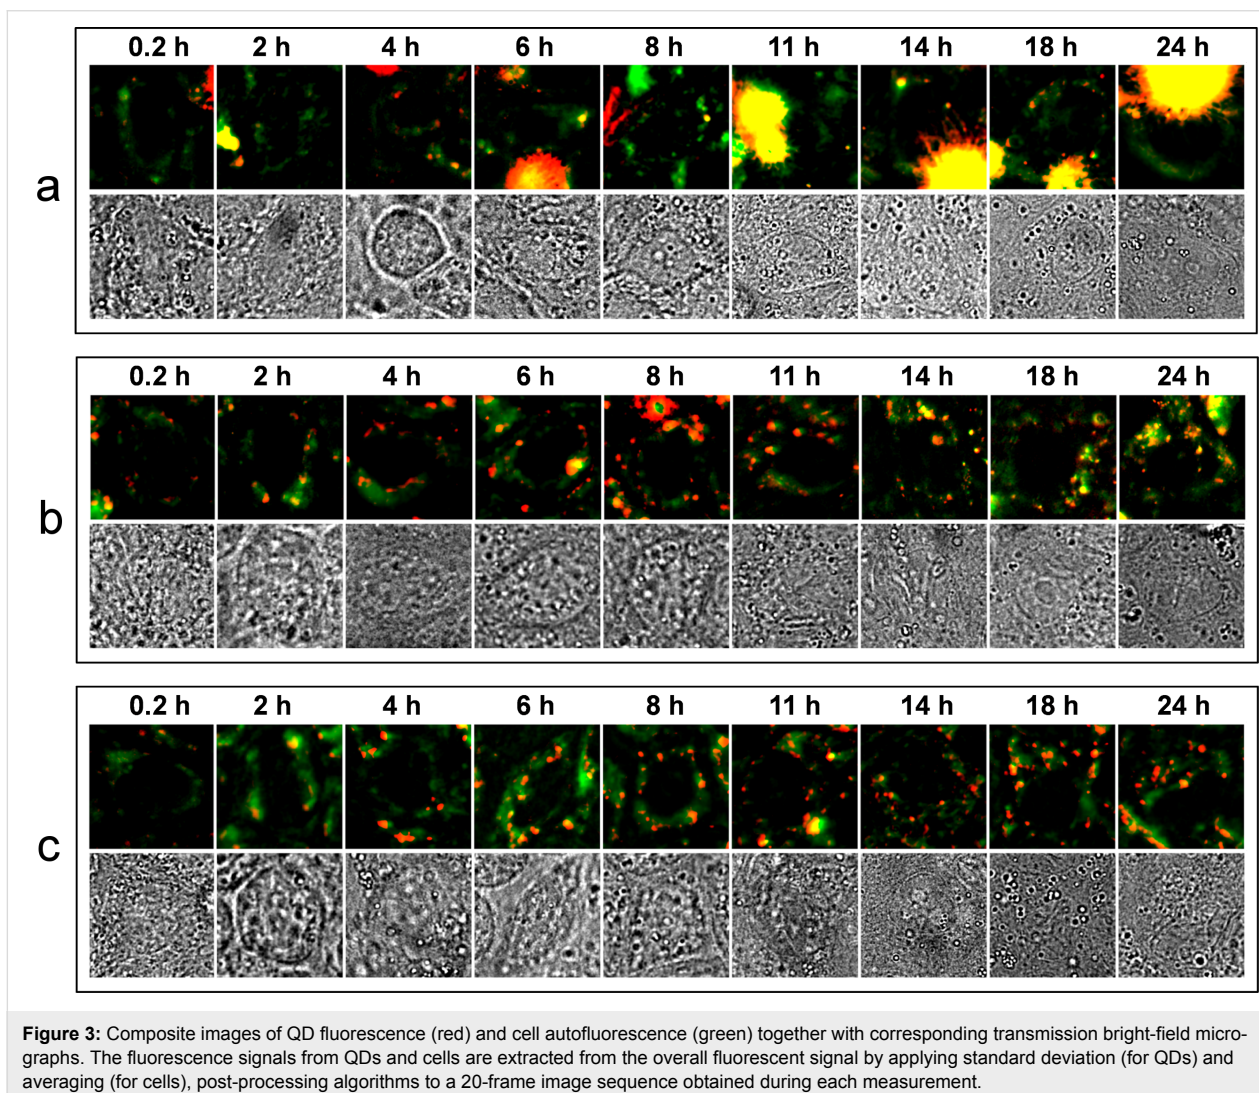 0.2 h 2 h 4 h 6 h 8 h 11 h 14 h 18 h 24 h
a
0.2 h 2 h 4 h 6 h 8 h 11 h 14 h 18 h 24 h
b
0.2 h 2 h 4 h 6 h 8 h 11 h 14 h 18 h 24 h
c
Figure 3: Composite images of QD fluorescence (red) and cell autofluorescence (green) together with corresponding transmission bright-field micro-
graphs. The fluorescence signals from QDs and cells are extracted from the overall fluorescent signal by applying standard deviation (for QDs) and
averaging (for cells), post-processing algorithms to a 20-frame image sequence obtained during each measurement.